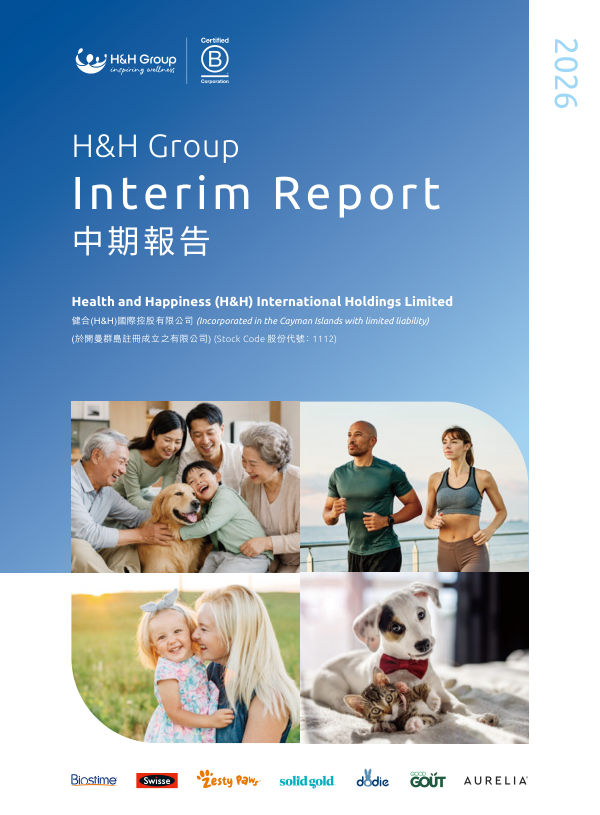 H&H Group
inspiring wellness
Certified
B
Corporation
2026
H&H Group
Interim Report
中期報告
Health and Happiness (H&H) International Holdings Limited
健合(H&H)國際控股有限公司 (Incorporated in the Cayman Islands with limited liability)
(於開曼群島註冊成立之有限公司) (Stock Code 股份代號: 1112)
Biostime
Swisse
Zesty Paws
solid gold
dodie
GOOD
GOÛT
AURELIA